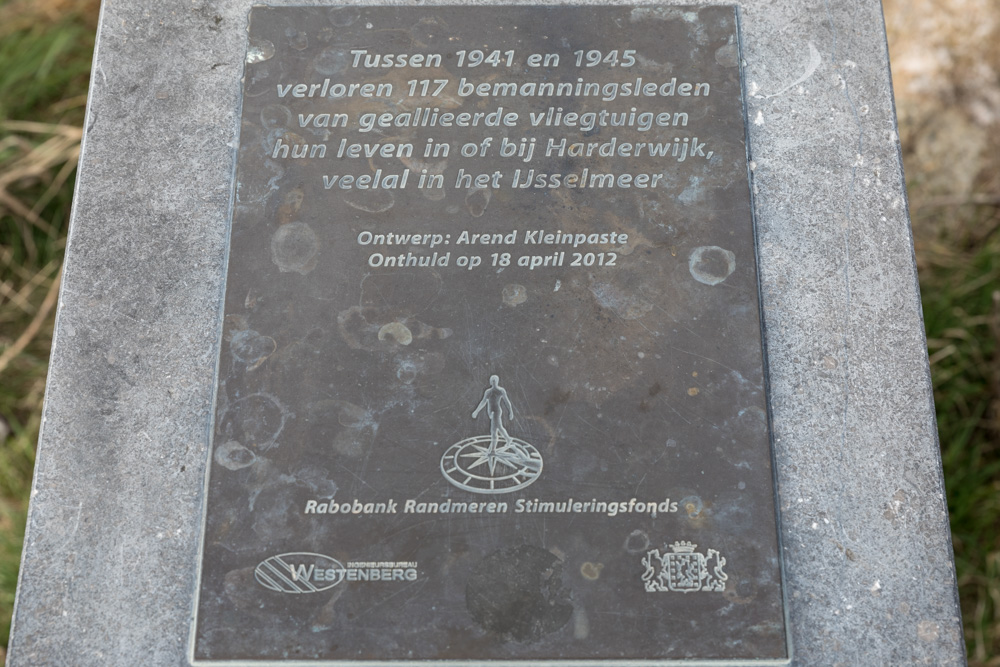 Tussen 1941 en 1945
verloren 117 bemanningsleden
van geallieerde vliegtuigen
hun leven in of bij Harderwijk,
veelal in het IJsselmeer
Ontwerp: Arend Kleinpaste
Onthuld op 18 april 2012
Rabobank Randmeren Stimuleringsfonds
INGENIEURSBUREAU
WESTENBERG